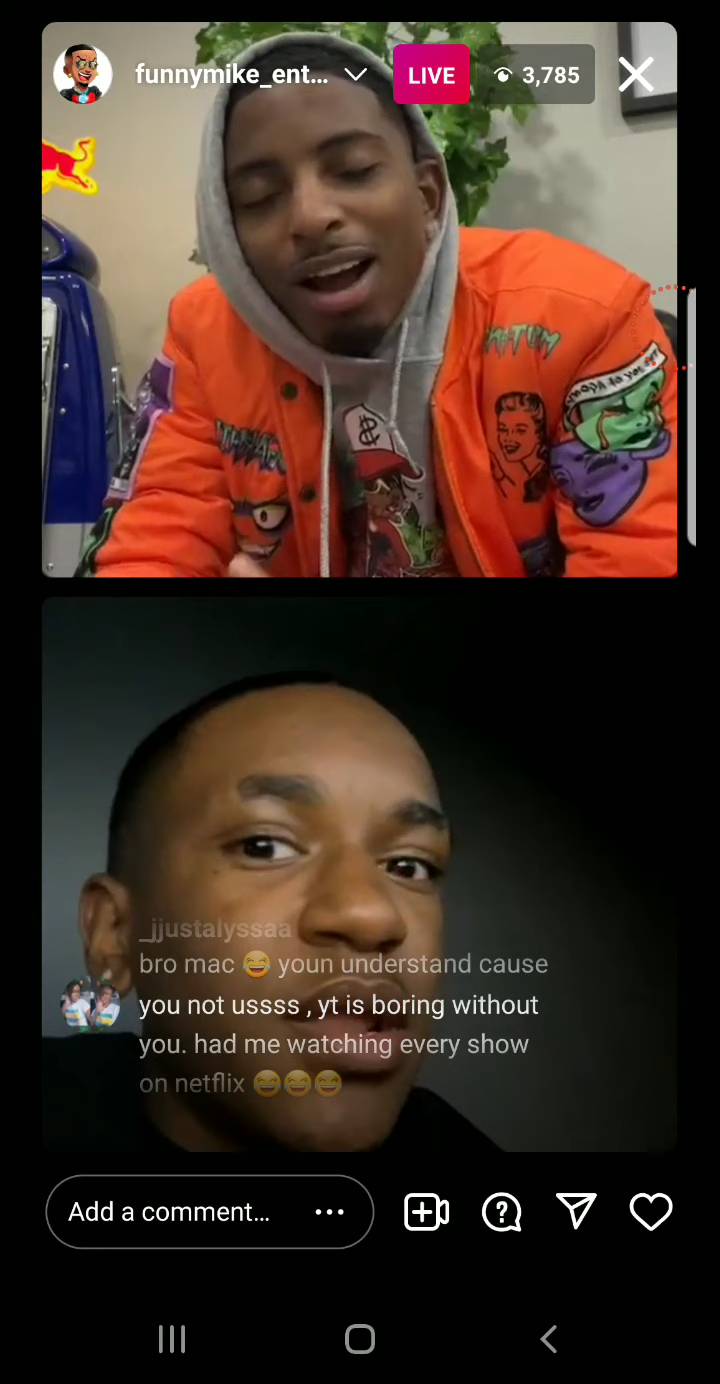 funnymike_ent...
LIVE
3,785
_jjustalyssaa
bro mac 😂 youn understand cause
you not ussss , yt is boring without
you. had me watching every show
on netflix 😂😂😂
Add a comment...